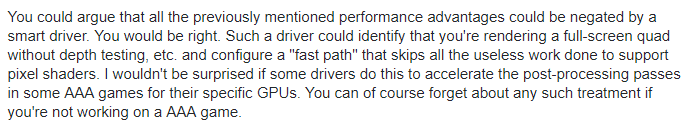 You could argue that all the previously mentioned performance advantages could be negated by a
smart driver. You would be right. Such a driver could identify that you're rendering a full-screen quad
without depth testing, etc. and configure a "fast path" that skips all the useless work done to support
pixel shaders. I wouldn't be surprised if some drivers do this to accelerate the post-processing passes
in some AAA games for their specific GPUs. You can of course forget about any such treatment if
you're not working on a AAA game.